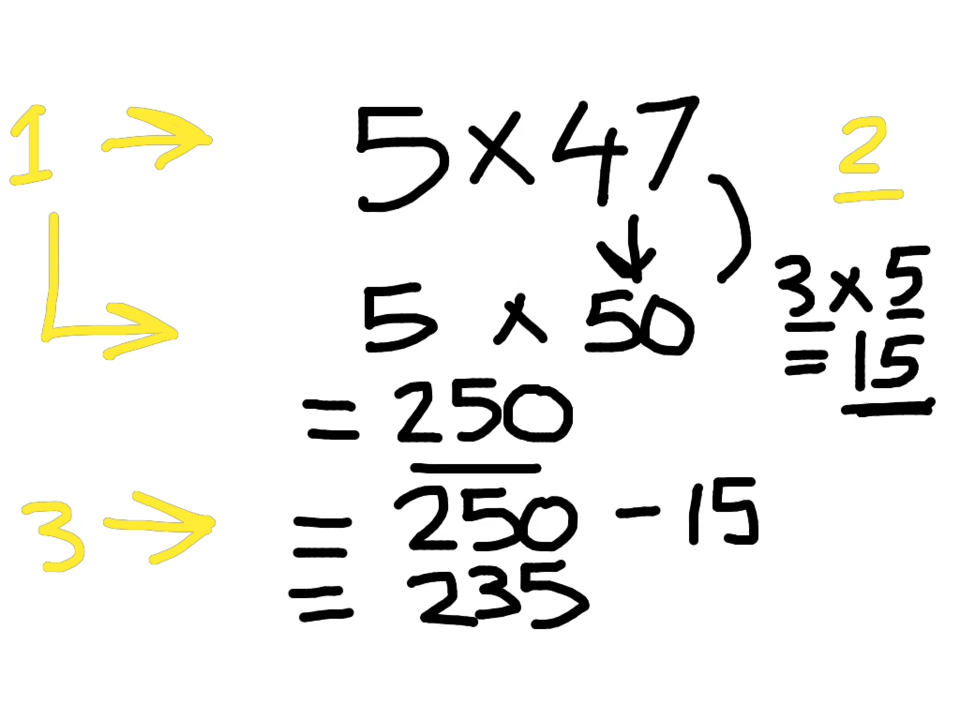 1 → 5 × 47
2
→ 5 × 50
3 × 5
= 15
= 250
3 → = 250 - 15
= 235